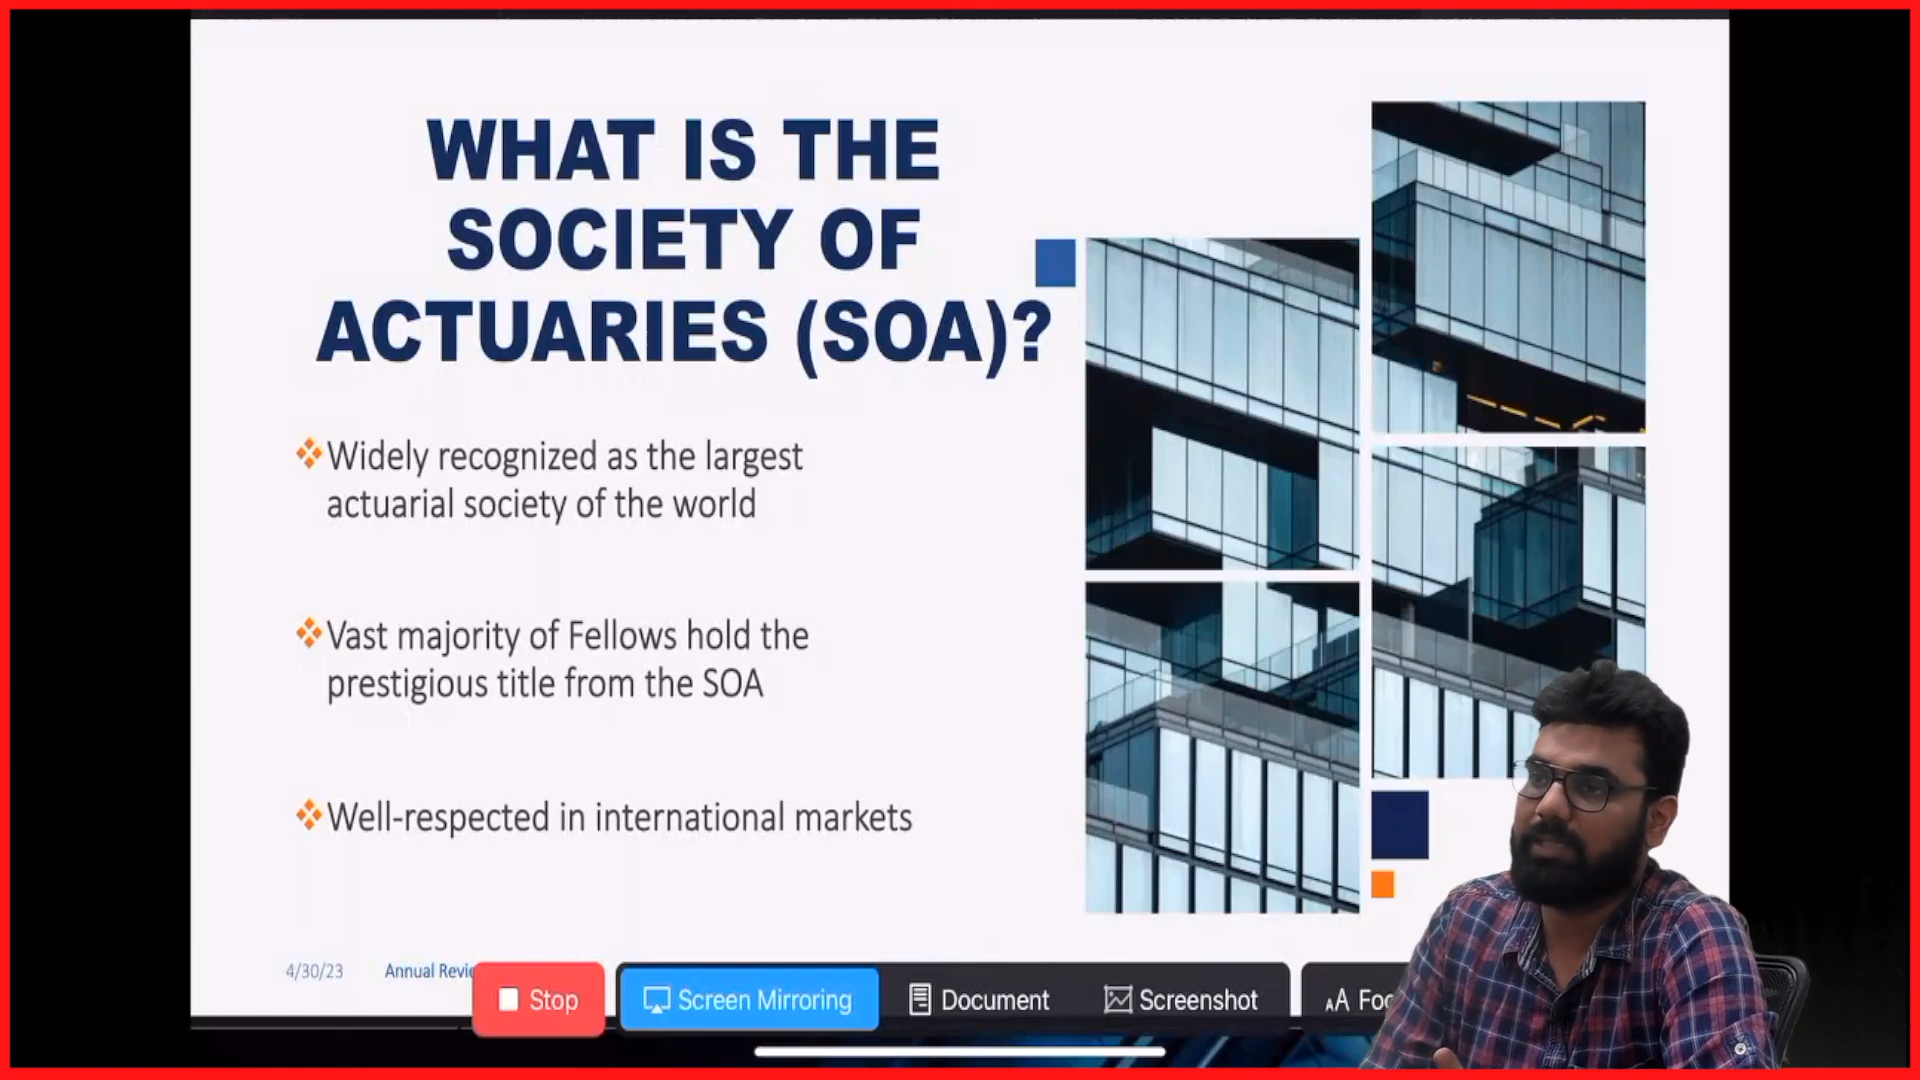 WHAT IS THE
SOCIETY OF
ACTUARIES (SOA)?
Widely recognized as the largest
actuarial society of the world
Vast majority of Fellows hold the
prestigious title from the SOA
Well-respected in international markets
4/30/23 Annual
Stop Screen Mirroring Document Screenshot AA